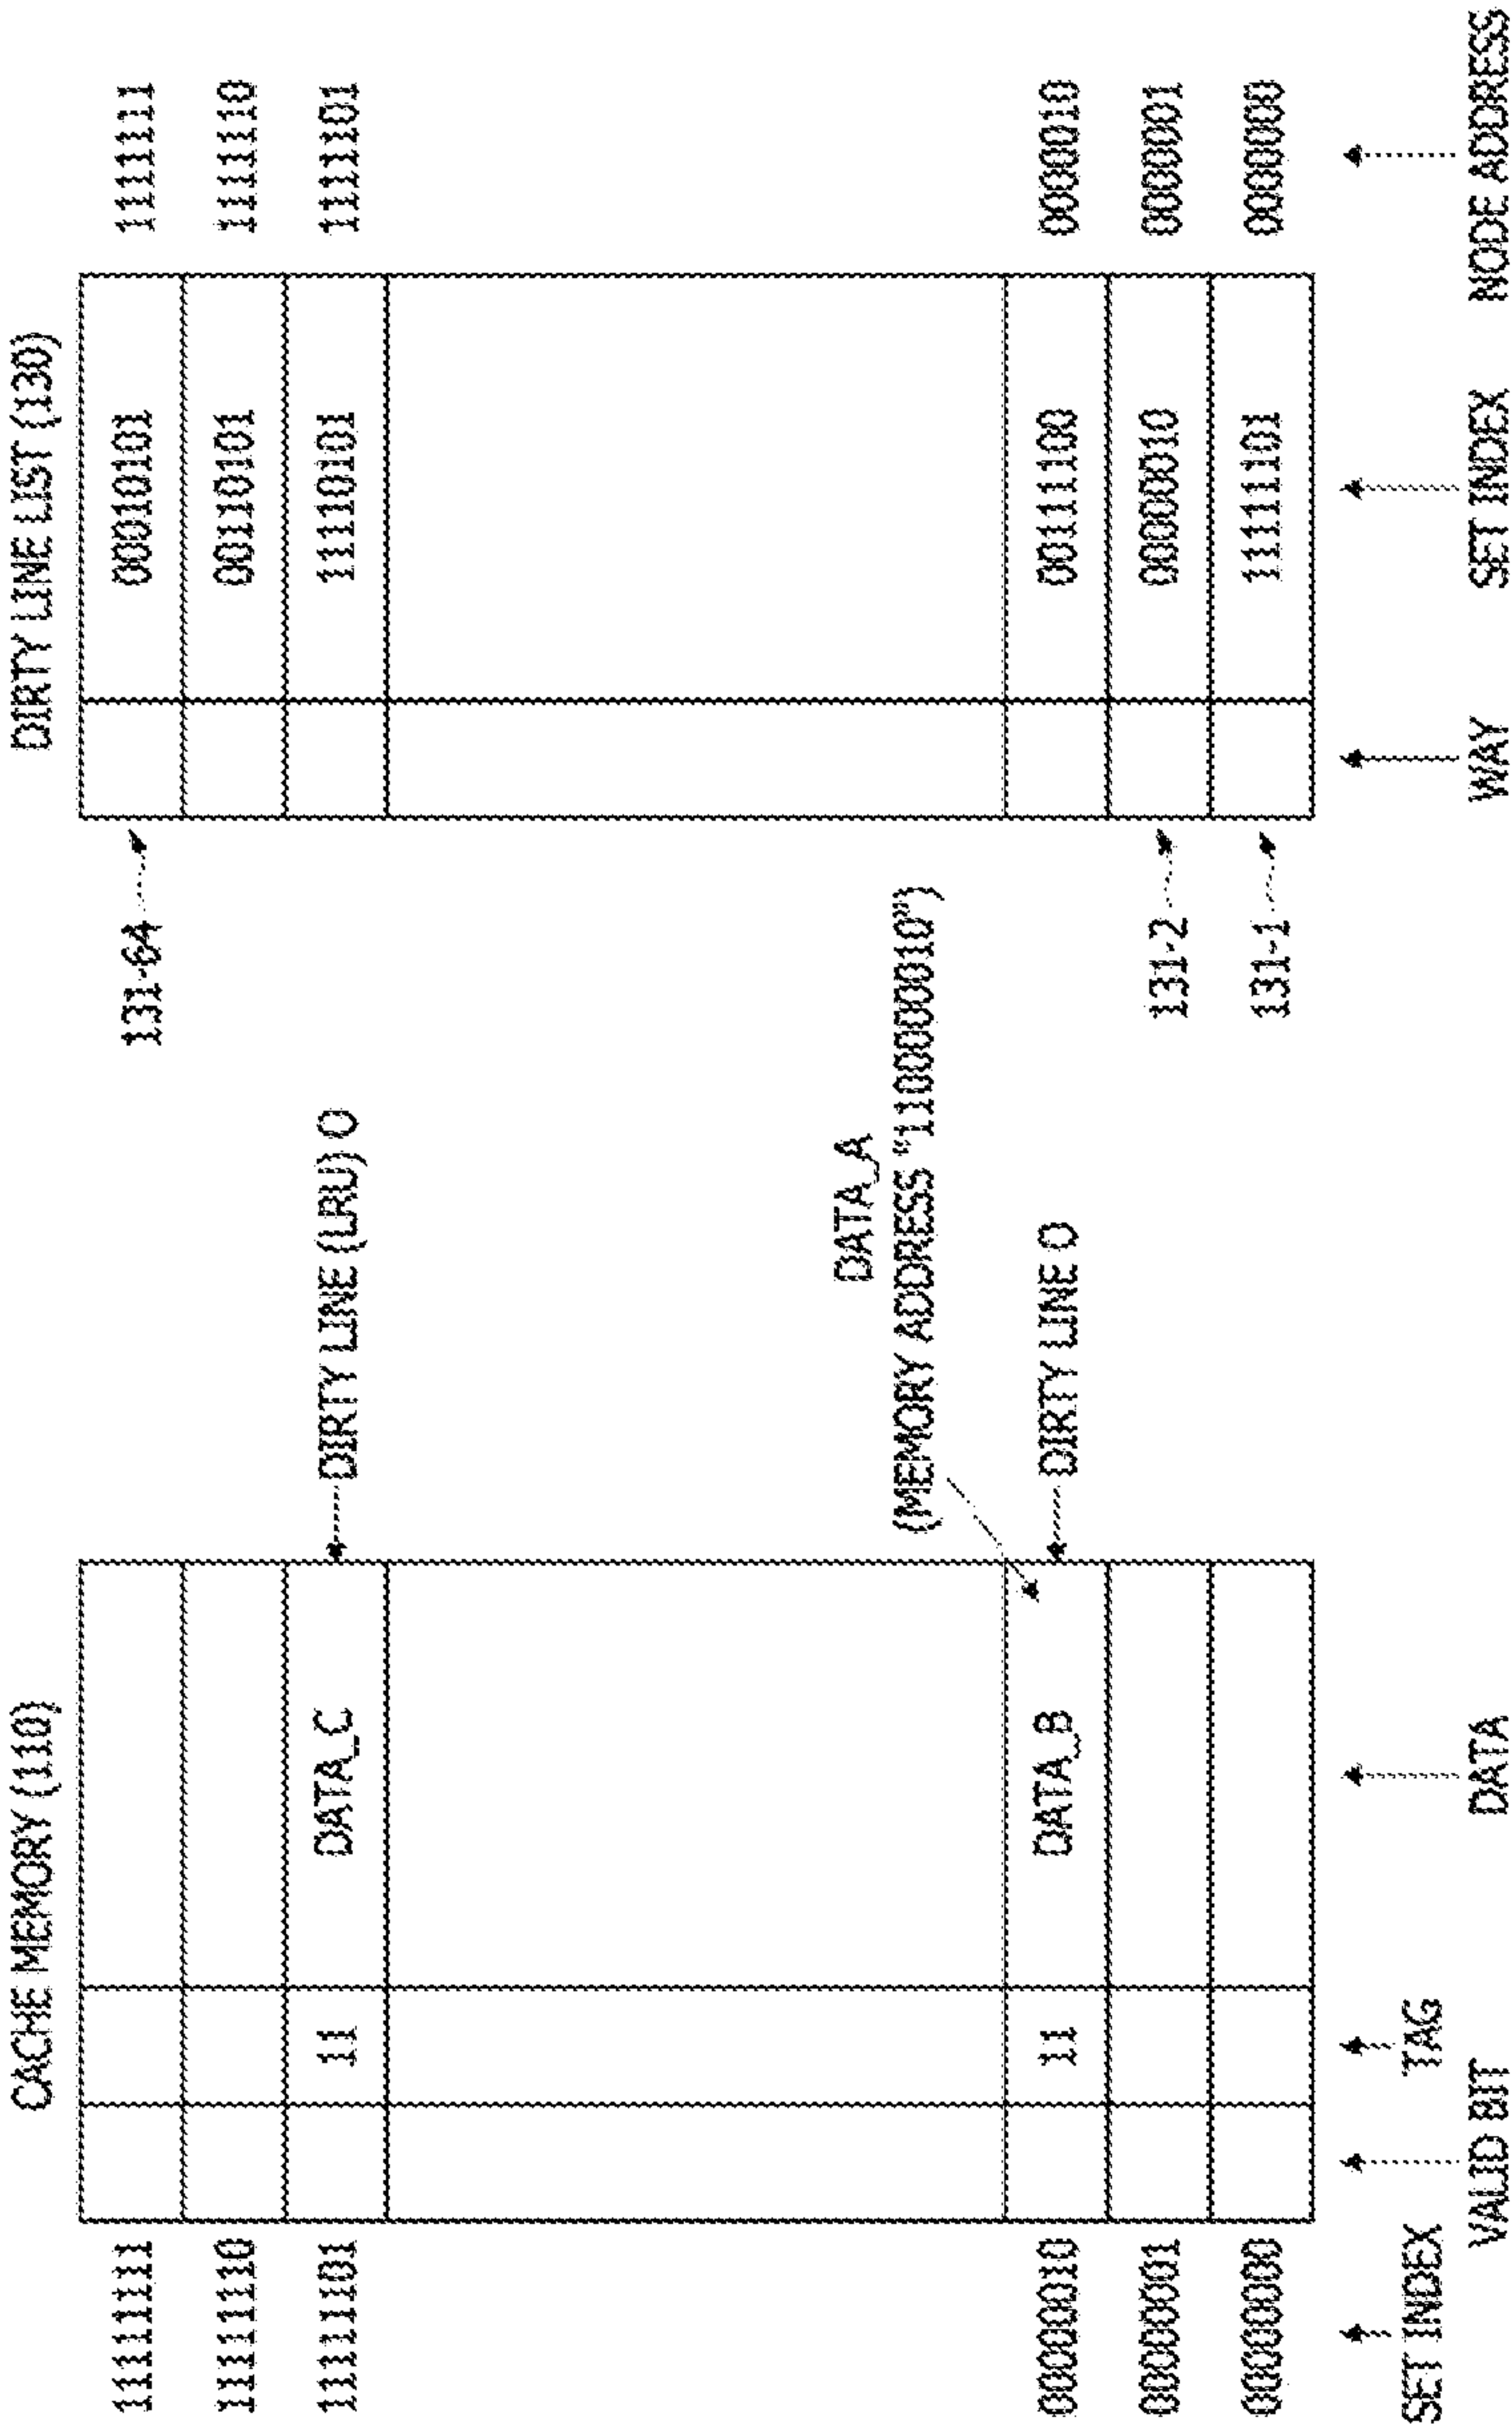 CACHE MEMORY (110)
11111111
11111110
11111101 11 DATA_C
DIRTY LINE (LRU) O
DATA_A
(MEMORY ADDRESS "1100000010")
00000010 11 DATA_B
DIRTY LINE O
00000001
00000000
SET INDEX
VALID BIT
TAG
DATA
DIRTY LINE LIST (130)
131-64 00010101 1111111
00110101 1111110
11110101 1111101
00111100 0000010
131-2 00000010 0000001
131-1 11111101 0000000
WAY
SET INDEX
NODE ADDRESS